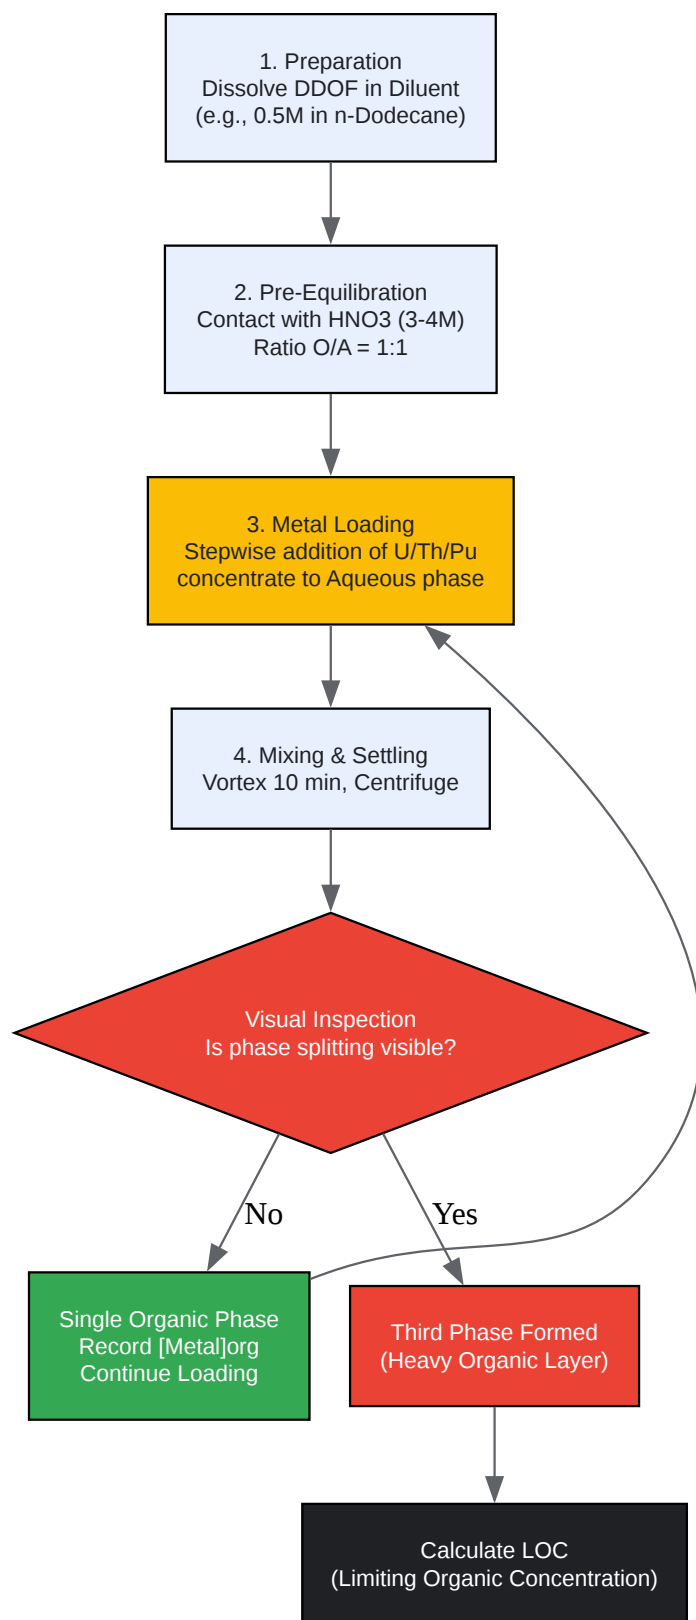 1. Preparation
Dissolve DDOF in Diluent
(e.g., 0.5M in n-Dodecane)
2. Pre-Equilibration
Contact with HNO3 (3-4M)
Ratio O/A = 1:1
3. Metal Loading
Stepwise addition of U/Th/Pu
concentrate to Aqueous phase
4. Mixing & Settling
Vortex 10 min, Centrifuge
Visual Inspection
Is phase splitting visible?
No
Yes
Single Organic Phase
Record [Metal]org
Continue Loading
Third Phase Formed
(Heavy Organic Layer)
Calculate LOC
(Limiting Organic Concentration)